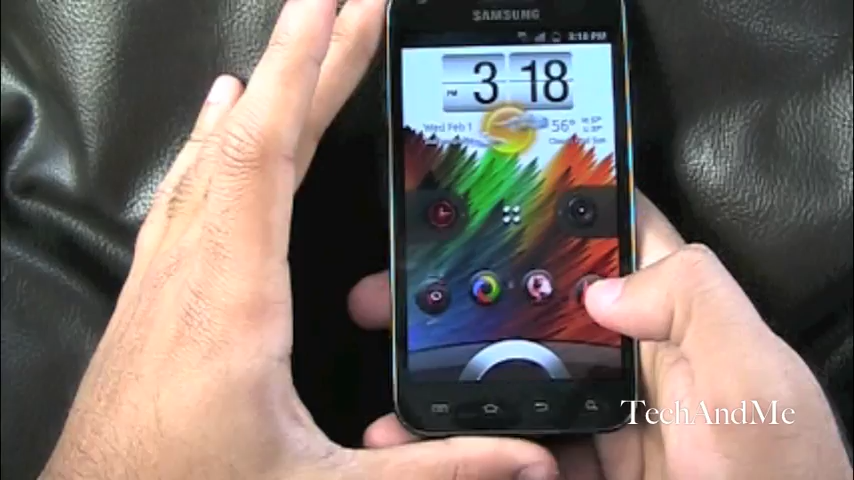 SAMSUNG
3:18 PM
PM 3 18
Wed Feb 1
56°
TechAndMe